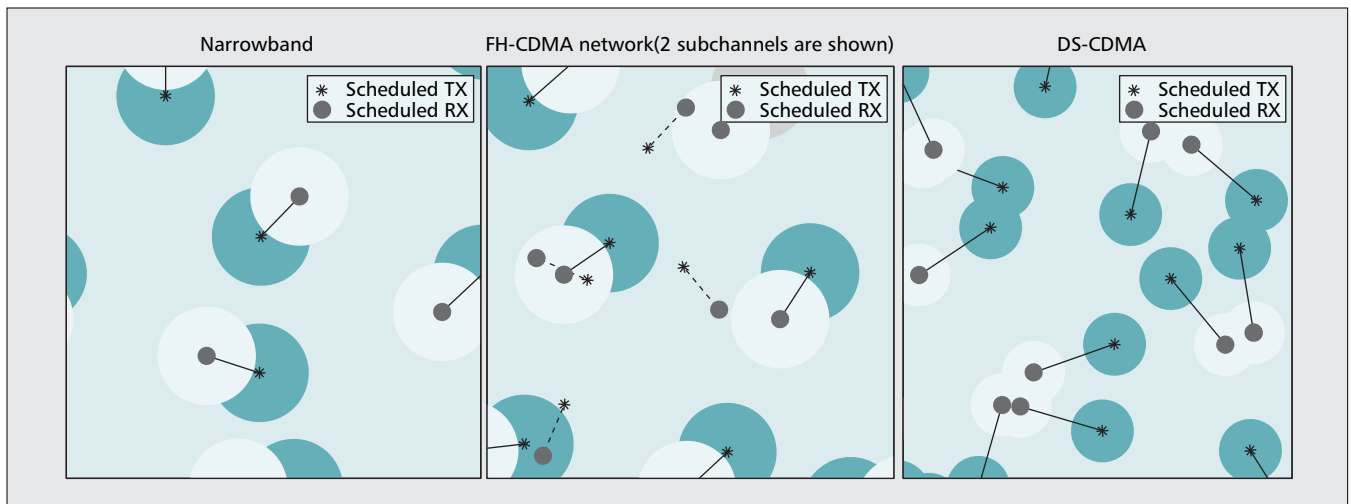 Narrowband
FH-CDMA network(2 subchannels are shown)
DS-CDMA
Scheduled TX
Scheduled RX
Scheduled TX
Scheduled RX
Scheduled TX
Scheduled RX